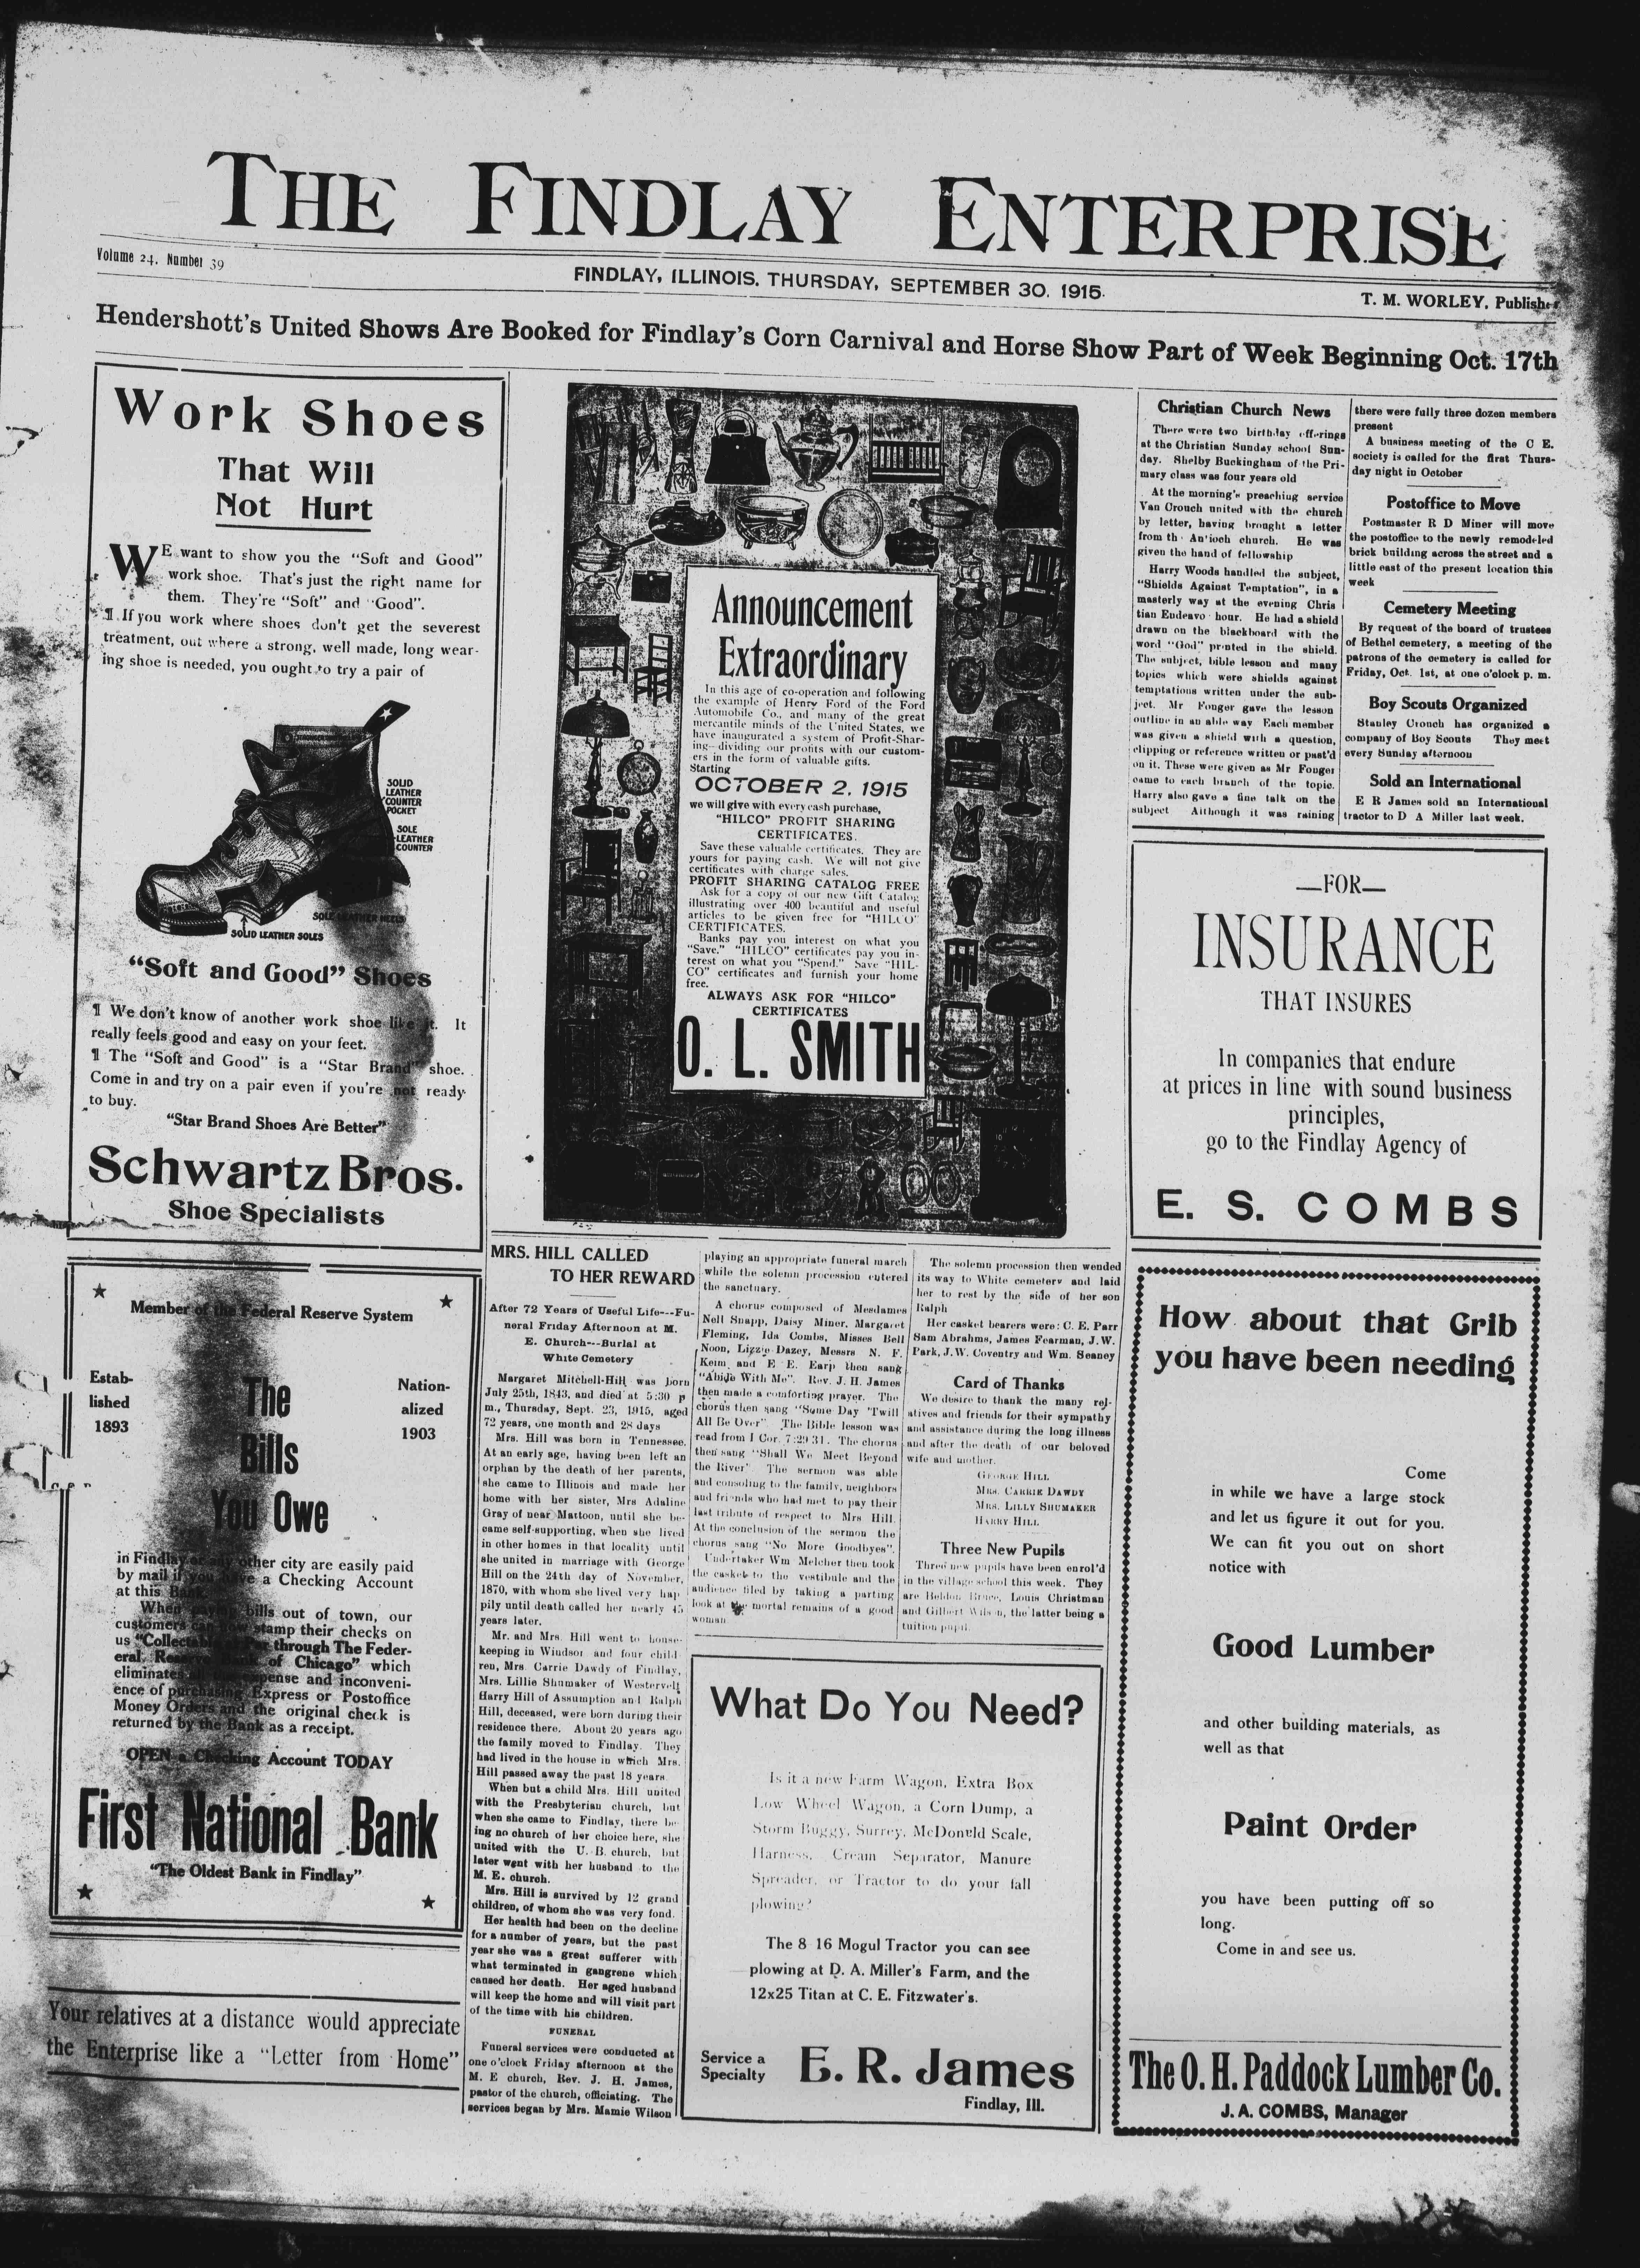 THE FINDLAY ENTERPRISE
Volume 24, Number 39
FINDLAY, ILLINOIS, THURSDAY, SEPTEMBER 30, 1915.
T. M. WORLEY, Publisher
Hendershott's United Shows Are Booked for Findlay's Corn Carnival and Horse Show Part of Week Beginning Oct. 17th
Work Shoes
That Will
Not Hurt
WE want to show you the "Soft and Good"
work shoe. That's just the right name for
them. They're "Soft" and "Good".
¶ If you work where shoes don't get the severest
treatment, out where a strong, well made, long wear-
ing shoe is needed, you ought to try a pair of
SOLID
LEATHER
COUNTER
POCKET
SOLE
LEATHER
COUNTER
SOLE LEATHER HEELS
SOLID LEATHER SOLES
"Soft and Good" Shoes
¶ We don't know of another work shoe like it. It
really feels good and easy on your feet.
¶ The "Soft and Good" is a "Star Brand" shoe.
Come in and try on a pair even if you're not ready
to buy.
"Star Brand Shoes Are Better"
Schwartz Bros.
Shoe Specialists
Member of the Federal Reserve System
Estab-
lished
1893
The
Bills
You Owe
Nation-
alized
1903
in Findlay or any other city are easily paid
by mail if you have a Checking Account
at this Bank.
When paying bills out of town, our
customers can now stamp their checks on
us "Collectable at Par through The Feder-
eral Reserve Bank of Chicago" which
eliminates all the expense and inconveni-
ence of purchasing Express or Postoffice
Money Orders and the original check is
returned by the Bank as a receipt.
OPEN a Checking Account TODAY
First National Bank
"The Oldest Bank in Findlay"
Your relatives at a distance would appreciate
the Enterprise like a "Letter from Home"
Announcement
Extraordinary
In this age of co-operation and following
the example of Henry Ford of the Ford
Automobile Co., and many of the great
mercantile minds of the United States, we
have inaugurated a system of Profit-Shar-
ing—dividing our profits with our custom-
ers in the form of valuable gifts.
Starting
OCTOBER 2, 1915
we will give with every cash purchase,
"HILCO" PROFIT SHARING
CERTIFICATES.
Save these valuable certificates. They are
yours for paying cash. We will not give
certificates with charge sales.
PROFIT SHARING CATALOG FREE
Ask for a copy of our new Gift Catalog
illustrating over 400 beautiful and useful
articles to be given free for "HILCO"
CERTIFICATES.
Banks pay you interest on what you
"Save." "HILCO" certificates pay you in-
terest on what you "Spend." Save "HIL-
CO" certificates and furnish your home
free.
ALWAYS ASK FOR "HILCO"
CERTIFICATES
O. L. SMITH
MRS. HILL CALLED
TO HER REWARD
After 72 Years of Useful Life---Fu-
neral Friday Afternoon at M.
E. Church---Burial at
White Cemetery
Margaret Mitchell-Hill was born
July 25th, 1843, and died at 5:30 p
m., Thursday, Sept. 23, 1915, aged
72 years, one month and 28 days
Mrs. Hill was born in Tennessee.
At an early age, having been left an
orphan by the death of her parents,
she came to Illinois and made her
home with her sister, Mrs Adaline
Gray of near Mattoon, until she be-
came self-supporting, when she lived
in other homes in that locality until
she united in marriage with George
Hill on the 24th day of November,
1870, with whom she lived very hap
pily until death called her nearly 45
years later.
Mr. and Mrs. Hill went to house-
keeping in Windsor and four child
ren, Mrs. Carrie Dawdy of Findlay,
Mrs. Lillie Shumaker of Westervelt
Harry Hill of Assumption and Ralph
Hill, deceased, were born during their
residence there. About 20 years ago
the family moved to Findlay. They
had lived in the house in which Mrs.
Hill passed away the past 18 years.
When but a child Mrs. Hill united
with the Presbyterian church, but
when she came to Findlay, there be
ing no church of her choice here, she
united with the U. B. church, but
later went with her husband to the
M. E. church.
Mrs. Hill is survived by 12 grand
children, of whom she was very fond.
Her health had been on the decline
for a number of years, but the past
year she was a great sufferer with
what terminated in gangrene which
caused her death. Her aged husband
will keep the home and will visit part
of the time with his children.
FUNERAL
Funeral services were conducted at
one o'clock Friday afternoon at the
M. E church, Rev. J. H. James,
pastor of the church, officiating. The
services began by Mrs. Mamie Wilson
playing an appropriate funeral march
while the solemn procession entered
the sanctuary.
A chorus composed of Mesdames
Nell Snapp, Daisy Miner, Margaret
Fleming, Ida Combs, Misses Bell
Noon, Lizzie Dazey, Messrs N. F.
Keim and E E. Earp then sang
"Abide With Me". Rev. J. H. James
then made a comforting prayer. The
chorus then sang "Some Day 'Twill
All Be Over". The Bible lesson was
read from I Cor. 7:29 31. The chorus
then sang "Shall We Meet Beyond
the River" The sermon was able
and consoling to the family, neighbors
and friends who had met to pay their
last tribute of respect to Mrs Hill.
At the conclusion of the sermon the
chorus sang "No More Goodbyes".
Undertaker Wm Melcher then took
the casket to the vestibule and the
audience filed by taking a parting
look at the mortal remains of a good
woman
The solemn procession then wended
its way to White cemetery and laid
her to rest by the side of her son
Ralph
Her casket bearers were: C. E. Parr
Sam Abrahms, James Fearman, J. W.
Park, J. W. Coventry and Wm. Seaney
Card of Thanks
We desire to thank the many rel-
atives and friends for their sympathy
and assistance during the long illness
and after the death of our beloved
wife and mother.
GEORGE HILL
MRS. CARRIE DAWDY
MRS. LILLY SHUMAKER
HARRY HILL
Three New Pupils
Three new pupils have been enrol'd
in the village school this week. They
are Beldon Bruce, Louis Christman
and Gilbert Wilson, the latter being a
tuition pupil.
What Do You Need?
Is it a new Farm Wagon, Extra Box
Low Wheel Wagon, a Corn Dump, a
Storm Buggy, Surrey, McDonald Scale,
Harness, Cream Separator, Manure
Spreader, or Tractor to do your fall
plowing?
The 8 16 Mogul Tractor you can see
plowing at D. A. Miller's Farm, and the
12x25 Titan at C. E. Fitzwater's.
Service a
Specialty
E. R. James
Findlay, Ill.
Christian Church News
There were two birthday offerings
at the Christian Sunday school Sun-
day. Shelby Buckingham of the Pri-
mary class was four years old
At the morning's preaching service
Van Crouch united with the church
by letter, having brought a letter
from th Antioch church. He was
given the hand of fellowship
Harry Woods handled the subject,
"Shields Against Temptation", in a
masterly way at the evening Chris
tian Endeavo hour. He had a shield
drawn on the blackboard with the
word "God" printed in the shield.
The subject, bible lesson and many
topics which were shields against
temptations written under the sub-
ject. Mr Fonger gave the lesson
outline in an able way Each member
was given a shield with a question,
clipping or reference written or past'd
on it. These were given as Mr Fonger
came to each branch of the topic.
Harry also gave a fine talk on the
subject Although it was raining
there were fully three dozen members
present
A business meeting of the C E.
society is called for the first Thurs-
day night in October
Postoffice to Move
Postmaster R D Miner will move
the postoffice to the newly remodeled
brick building across the street and a
little east of the present location this
week
Cemetery Meeting
By request of the board of trustees
of Bethel cemetery, a meeting of the
patrons of the cemetery is called for
Friday, Oct. 1st, at one o'clock p. m.
Boy Scouts Organized
Stanley Crouch has organized a
company of Boy Scouts They meet
every Sunday afternoon
Sold an International
E R James sold an International
tractor to D A Miller last week.
—FOR—
INSURANCE
THAT INSURES
In companies that endure
at prices in line with sound business
principles,
go to the Findlay Agency of
E. S. COMBS
How about that Crib
you have been needing
Come
in while we have a large stock
and let us figure it out for you.
We can fit you out on short
notice with
Good Lumber
and other building materials, as
well as that
Paint Order
you have been putting off so
long.
Come in and see us.
The O. H. Paddock Lumber Co.
J. A. COMBS, Manager